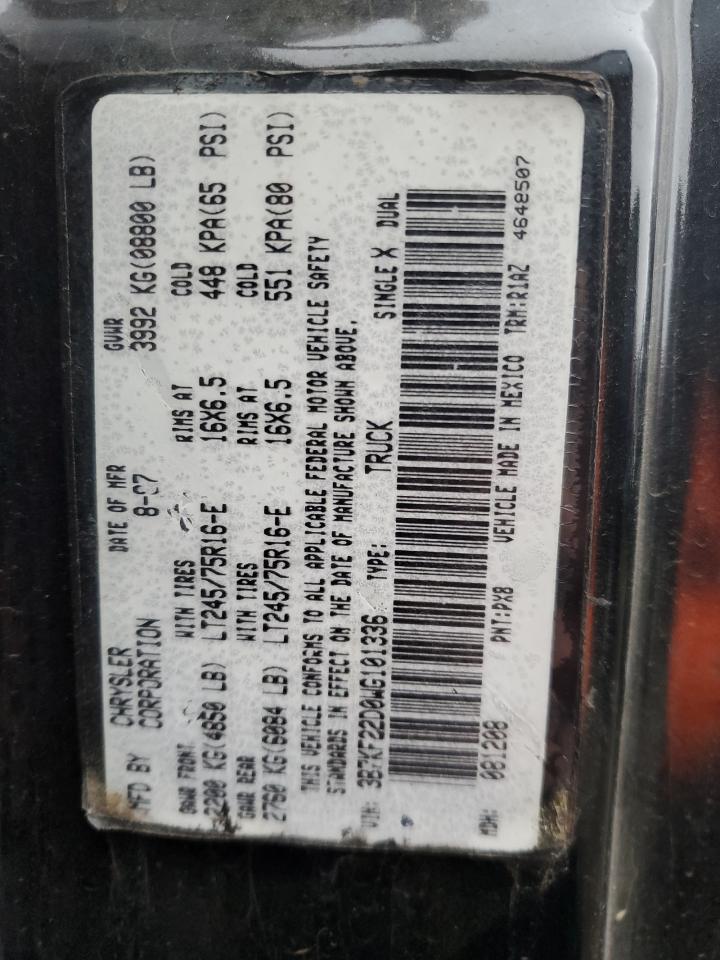 MFD BY CHRYSLER CORPORATION DATE OF MFR 8-97 GVWR 3992 KG(08800 LB)
GAWR FRONT WITH TIRES RIMS AT COLD
2200 KG(4850 LB) LT245/75R16-E 16X6.5 448 KPA(65 PSI)
GAWR REAR WITH TIRES RIMS AT COLD
2760 KG(6084 LB) LT245/75R16-E 16X6.5 551 KPA(80 PSI)
THIS VEHICLE CONFORMS TO ALL APPLICABLE FEDERAL MOTOR VEHICLE SAFETY
STANDARDS IN EFFECT ON THE DATE OF MANUFACTURE SHOWN ABOVE.
VIN: 3B7KF22D0WG101336 TYPE: TRUCK SINGLE X DUAL
MDH: 081208 PNT:PX8 VEHICLE MADE IN MEXICO TRM:R1AZ 4648507